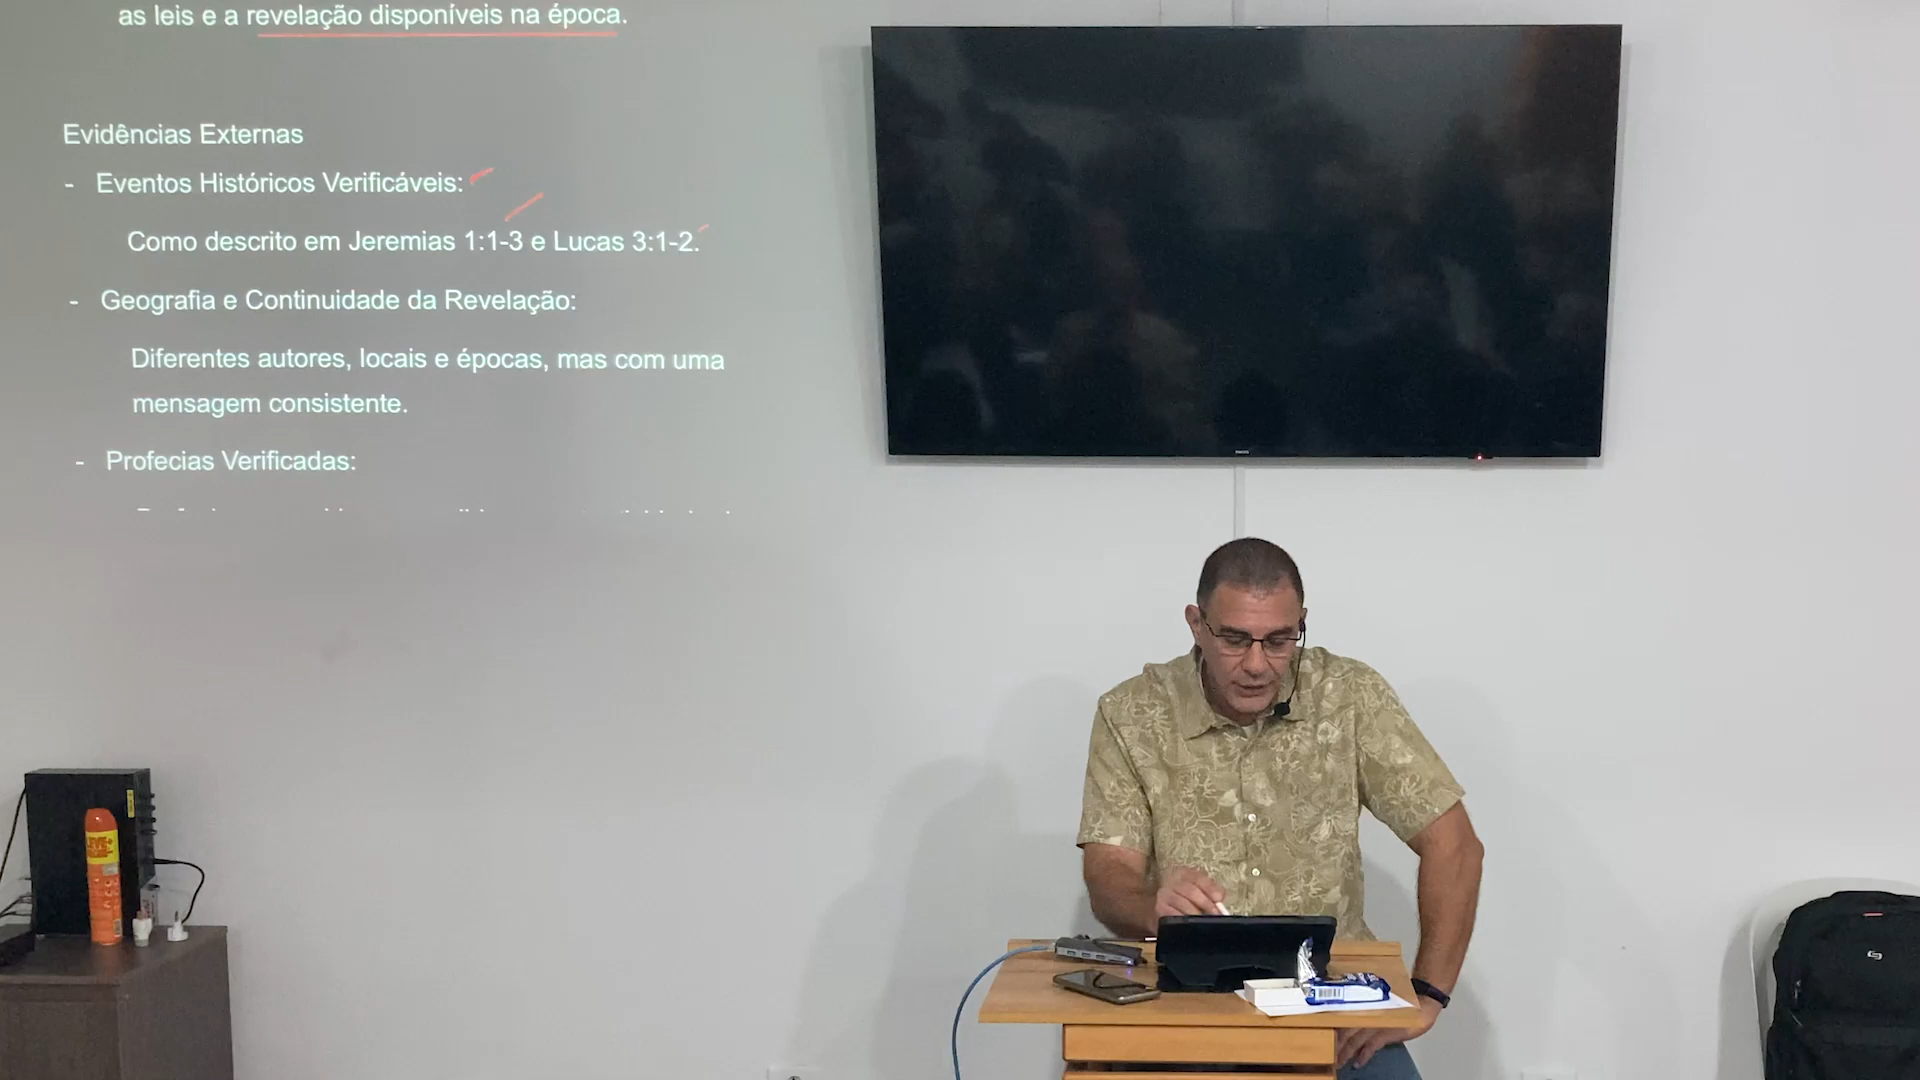 as leis e a revelação disponíveis na época.
Evidências Externas
- Eventos Históricos Verificáveis:
Como descrito em Jeremias 1:1-3 e Lucas 3:1-2.
- Geografia e Continuidade da Revelação:
Diferentes autores, locais e épocas, mas com uma
mensagem consistente.
- Profecias Verificadas: